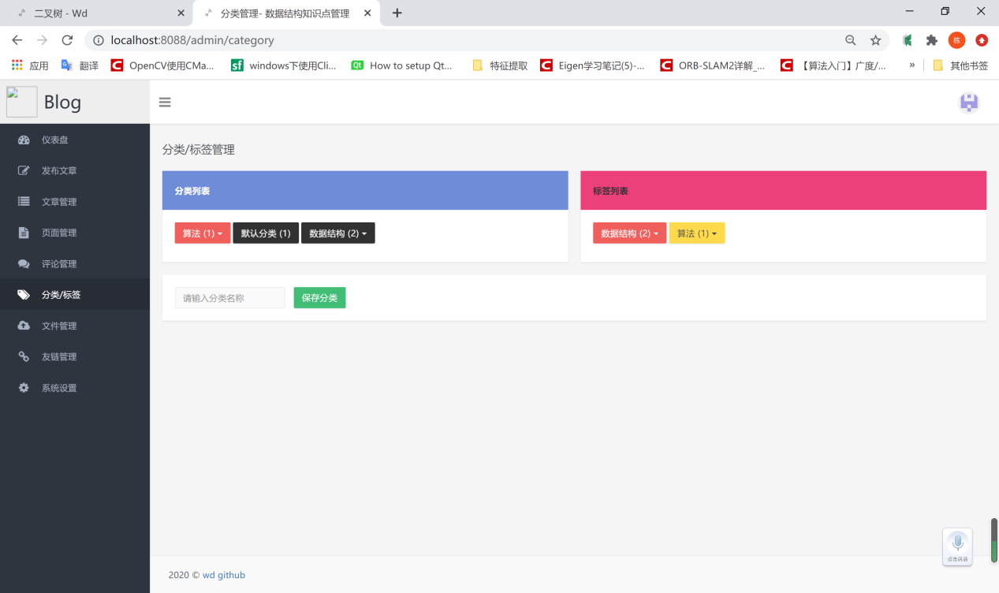 二叉树 - Wd
分类管理- 数据结构知识点管理
localhost:8088/admin/category
栋
应用
翻译
OpenCV使用CMa...
windows下使用Cli...
How to setup Qt...
特征提取
Eigen学习笔记(5)-...
ORB-SLAM2详解_...
【算法入门】广度/...
»
其他书签
Blog
仪表盘
发布文章
文章管理
页面管理
评论管理
分类/标签
文件管理
友链管理
系统设置
分类/标签管理
分类列表
算法 (1) 默认分类 (1) 数据结构 (2)
标签列表
数据结构 (2) 算法 (1)
请输入分类名称 保存分类
点击说话
2020 © wd github